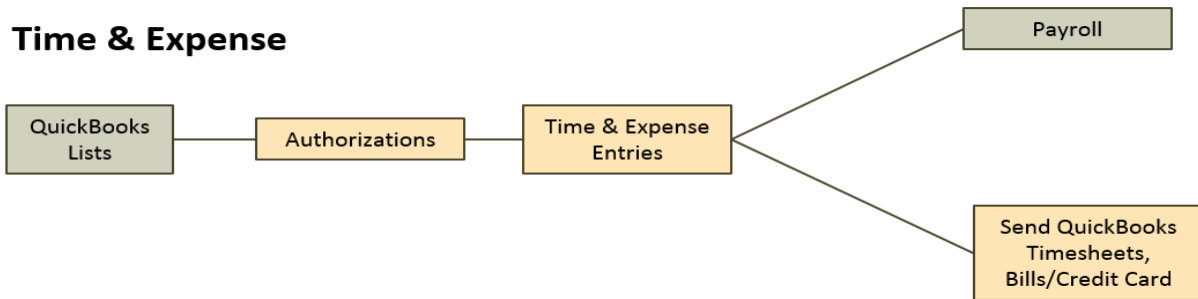 Time & Expense
Payroll
QuickBooks
Lists
Authorizations
Time & Expense
Entries
Send QuickBooks
Timesheets,
Bills/Credit Card